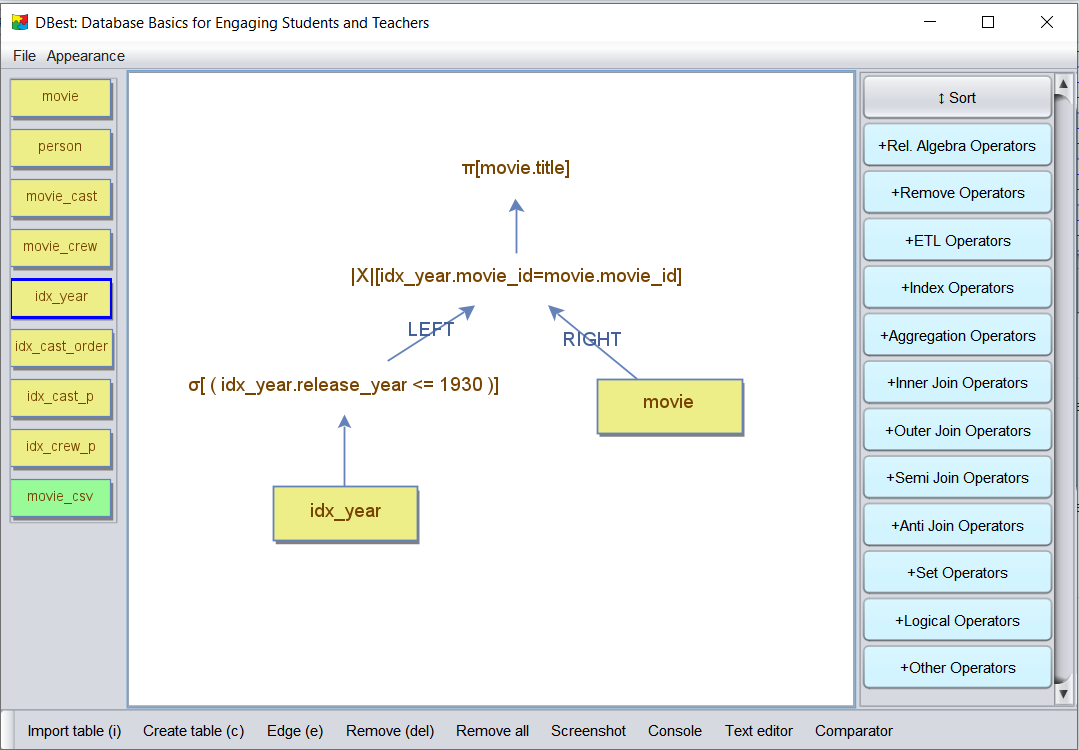 DBest: Database Basics for Engaging Students and Teachers
File Appearance
movie
person
movie_cast
movie_crew
idx_year
idx_cast_order
idx_cast_p
idx_crew_p
movie_csv
π[movie.title]
|X|[idx_year.movie_id=movie.movie_id]
LEFT
RIGHT
σ[ ( idx_year.release_year <= 1930 )]
movie
idx_year
↕ Sort
+Rel. Algebra Operators
+Remove Operators
+ETL Operators
+Index Operators
+Aggregation Operators
+Inner Join Operators
+Outer Join Operators
+Semi Join Operators
+Anti Join Operators
+Set Operators
+Logical Operators
+Other Operators
Import table (i) Create table (c) Edge (e) Remove (del) Remove all Screenshot Console Text editor Comparator